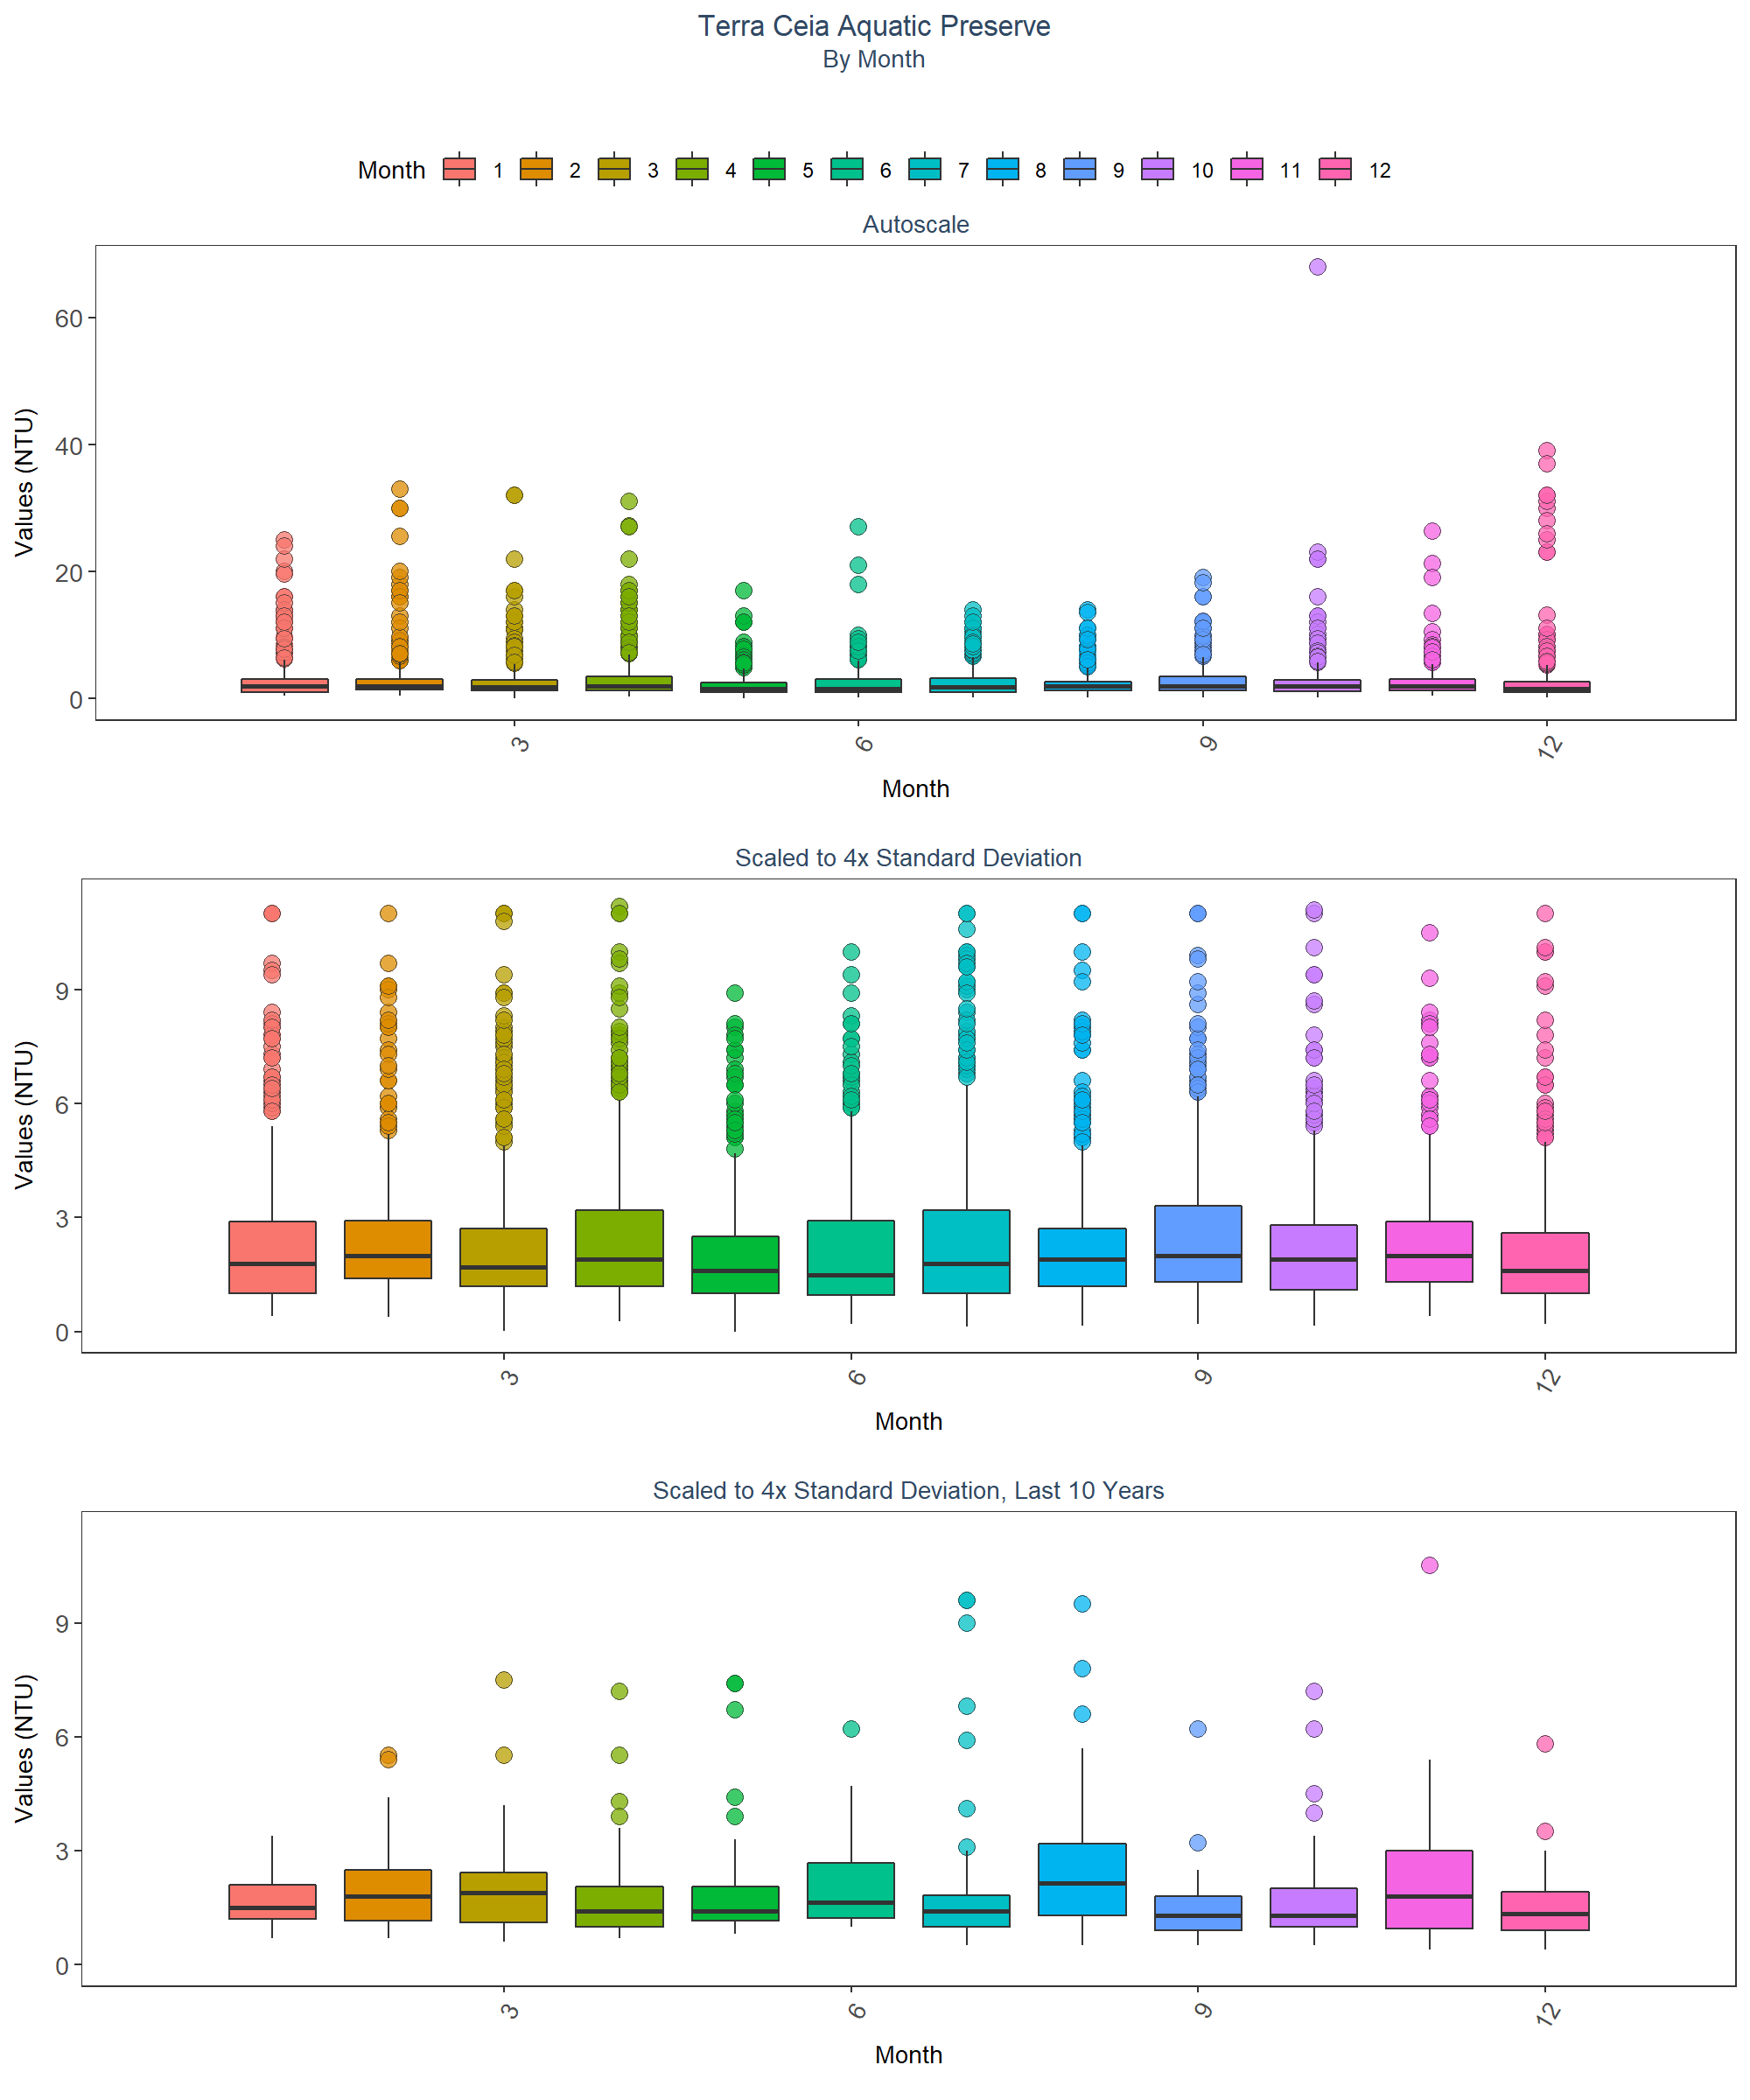 Terra Ceia Aquatic Preserve
By Month
Month 1 2 3 4 5 6 7 8 9 10 11 12
Autoscale
Values (NTU)
60
40
20
0
3 6 9 12
Month
Scaled to 4x Standard Deviation
Values (NTU)
9
6
3
0
3 6 9 12
Month
Scaled to 4x Standard Deviation, Last 10 Years
Values (NTU)
9
6
3
0
3 6 9 12
Month